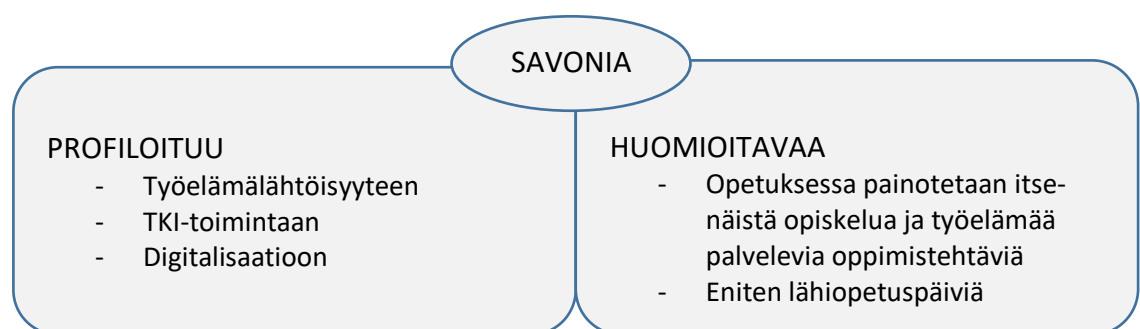 SAVONIA
PROFILOITUU
- Työelämälähtöisyyteen
- TKI-toimintaan
- Digitalisaatioon
HUOMIOITAVAA
- Opetuksessa painotetaan itse-
näistä opiskelua ja työelämää
palvelevia oppimistehtäviä
- Eniten lähiopetuspäiviä